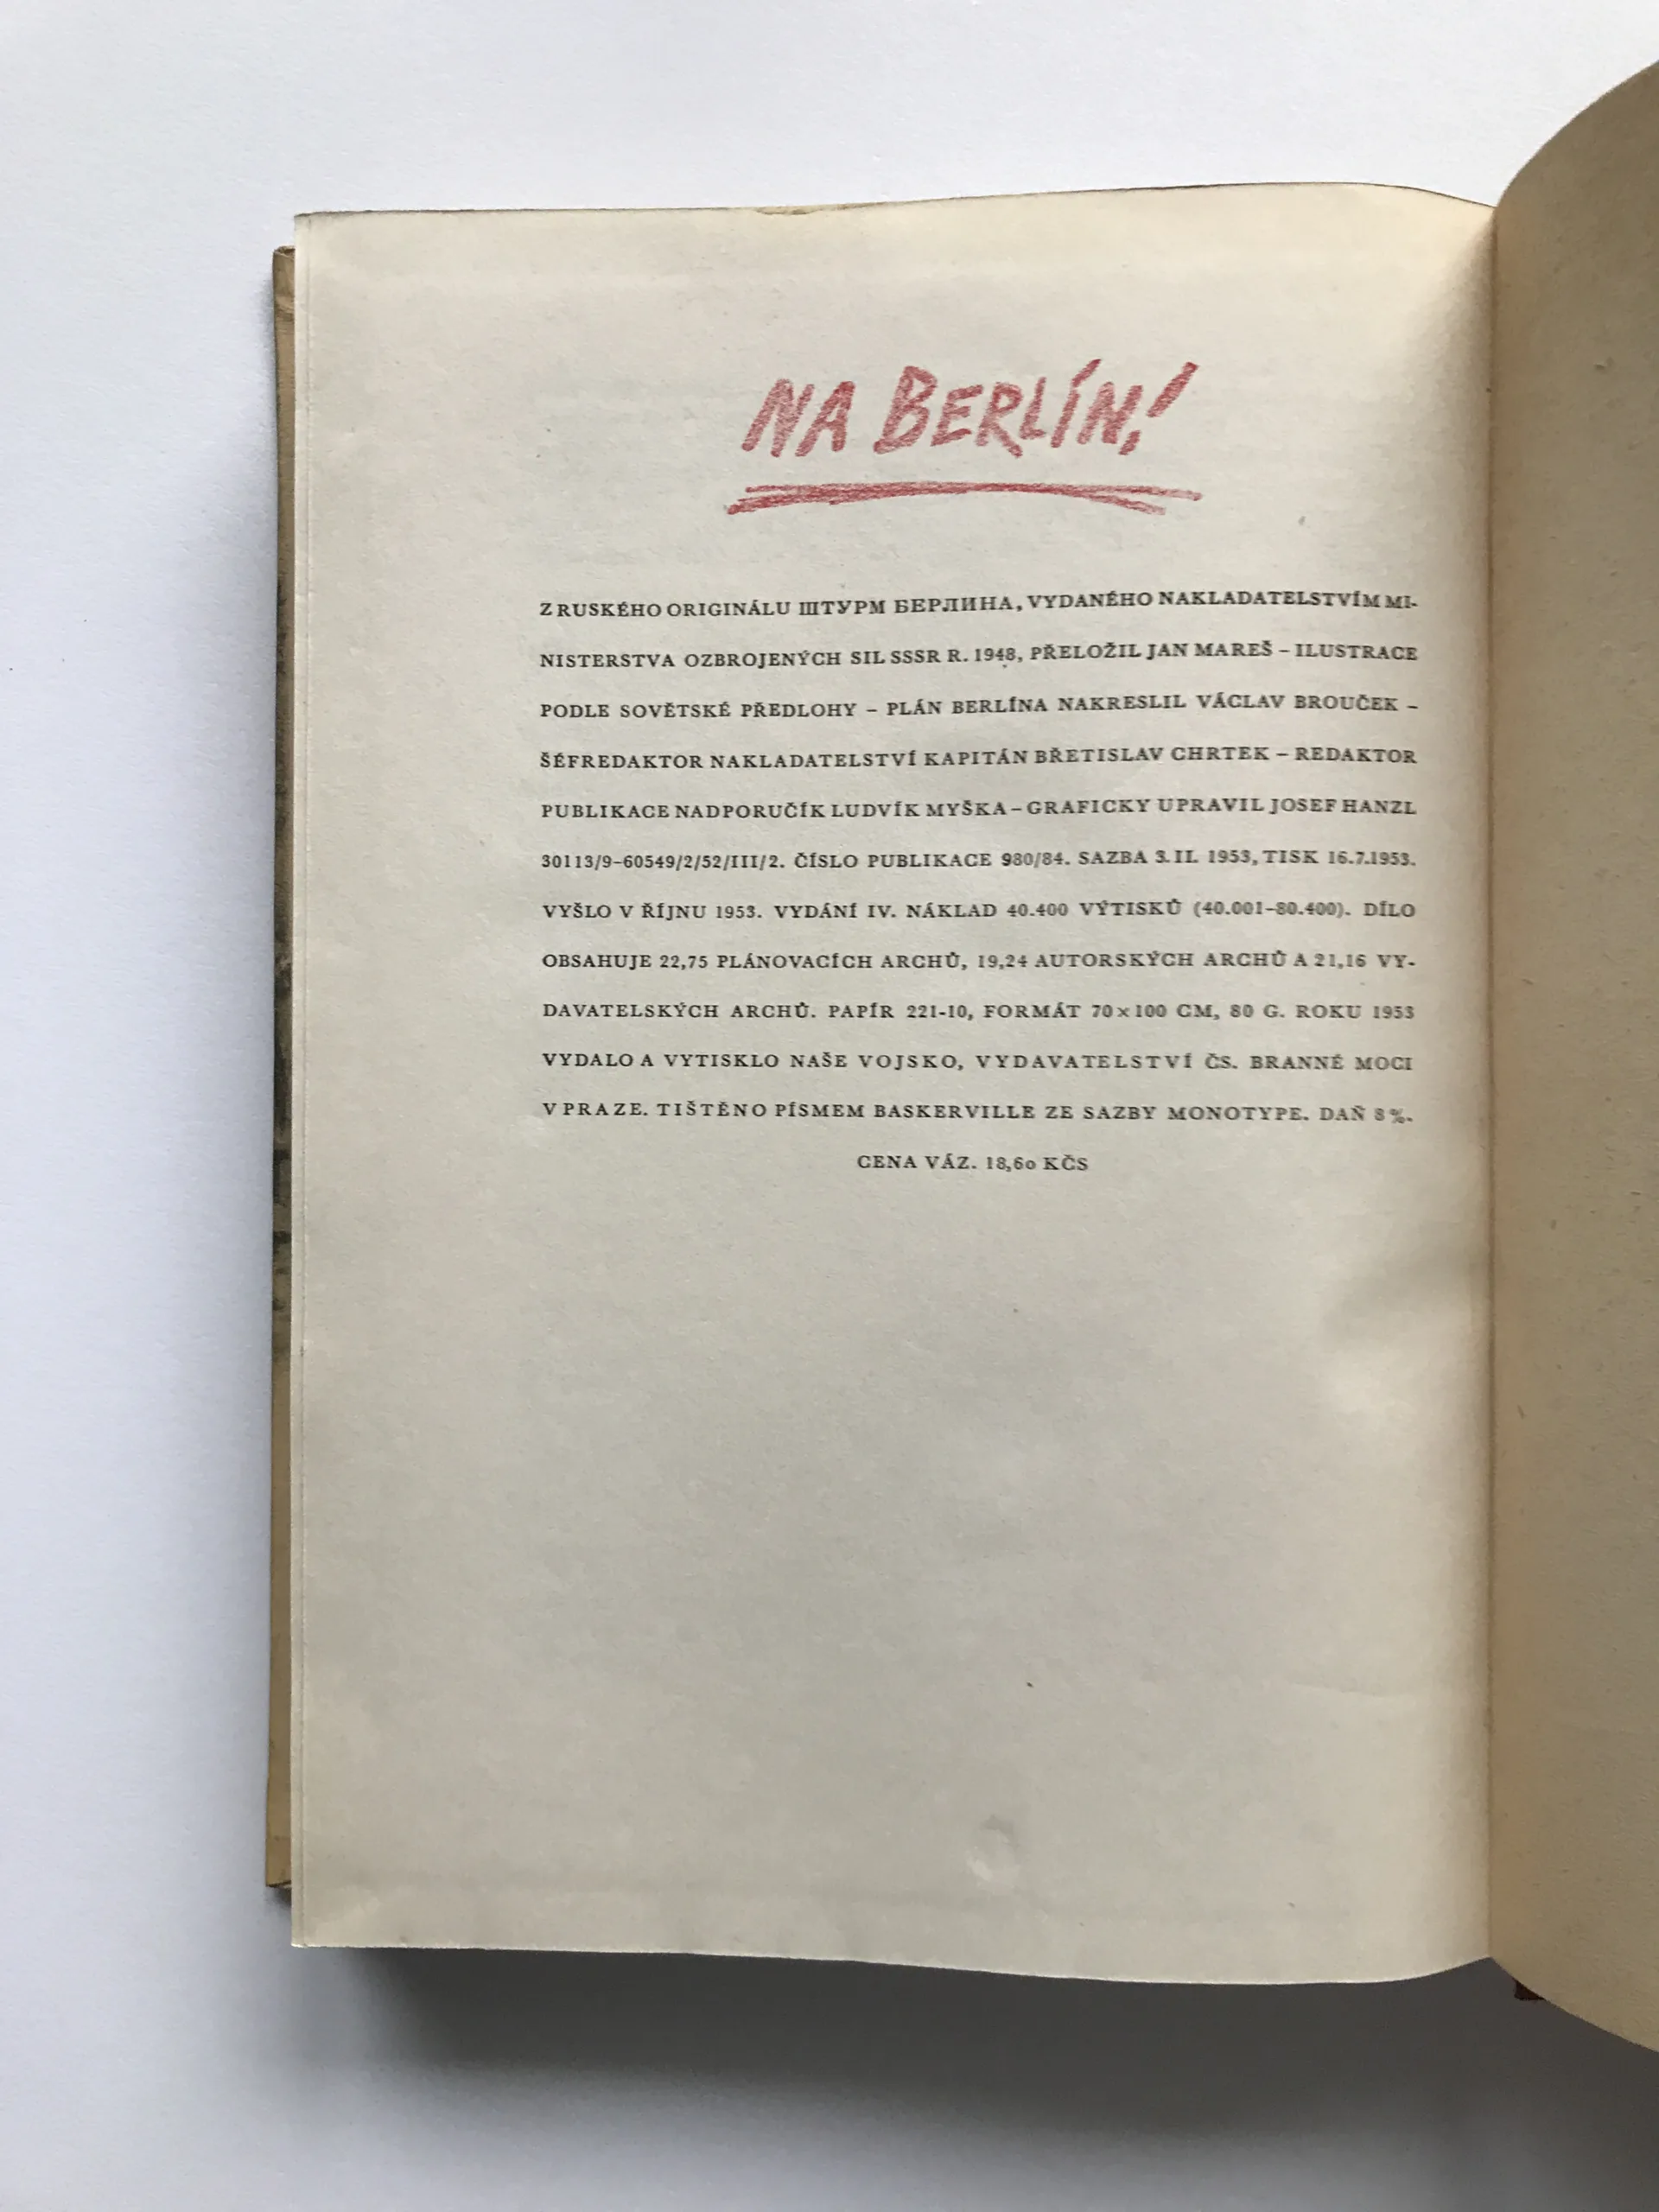 NA BERLÍN!
Z RUSKÉHO ORIGINÁLU ШТУРМ БЕРЛИНА, VYDANÉHO NAKLADATELSTVÍM MI-
NISTERSTVA OZBROJENÝCH SIL SSSR R. 1948, PŘELOŽIL JAN MAREŠ – ILUSTRACE
PODLE SOVĚTSKÉ PŘEDLOHY – PLÁN BERLÍNA NAKRESLIL VÁCLAV BROUČEK –
ŠÉFREDAKTOR NAKLADATELSTVÍ KAPITÁN BŘETISLAV CHRTEK – REDAKTOR
PUBLIKACE NADPORUČÍK LUDVÍK MYŠKA – GRAFICKY UPRAVIL JOSEF HANZL
30113/9-60549/2/52/III/2. ČÍSLO PUBLIKACE 980/84. SAZBA 3. II. 1953, TISK 16.7.1953.
VYŠLO V ŘÍJNU 1953. VYDÁNÍ IV. NÁKLAD 40.400 VÝTISKŮ (40.001–80.400). DÍLO
OBSAHUJE 22,75 PLÁNOVACÍCH ARCHŮ, 19,24 AUTORSKÝCH ARCHŮ A 21,16 VY-
DAVATELSKÝCH ARCHŮ. PAPÍR 221-10, FORMÁT 70 × 100 CM, 80 G. ROKU 1953
VYDALO A VYTISKLO NAŠE VOJSKO, VYDAVATELSTVÍ ČS. BRANNÉ MOCI
V PRAZE. TIŠTĚNO PÍSMEM BASKERVILLE ZE SAZBY MONOTYPE. DAŇ 8 %.
CENA VÁZ. 18,60 KČS